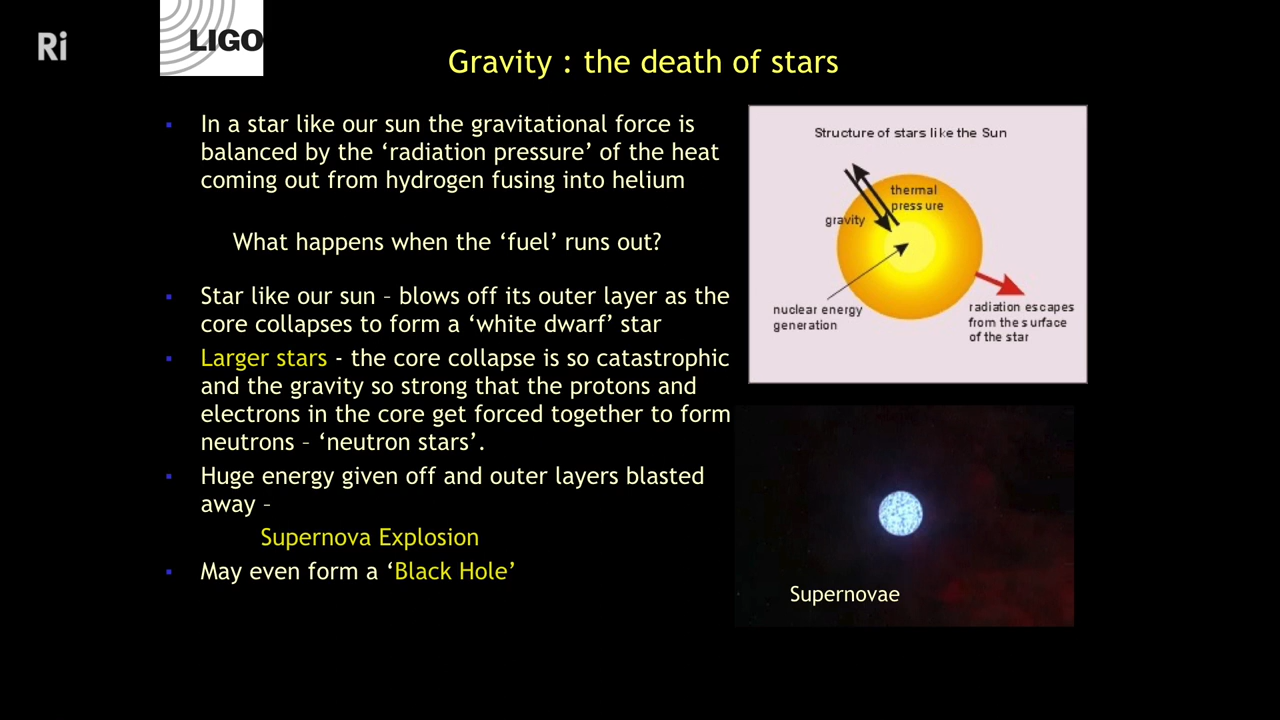 Ri
LIGO
Gravity : the death of stars
▪ In a star like our sun the gravitational force is
balanced by the ‘radiation pressure’ of the heat
coming out from hydrogen fusing into helium
What happens when the ‘fuel’ runs out?
▪ Star like our sun – blows off its outer layer as the
core collapses to form a ‘white dwarf’ star
▪ Larger stars - the core collapse is so catastrophic
and the gravity so strong that the protons and
electrons in the core get forced together to form
neutrons – ‘neutron stars’.
▪ Huge energy given off and outer layers blasted
away –
Supernova Explosion
▪ May even form a ‘Black Hole’
Structure of stars like the Sun
thermal
pressure
gravity
nuclear energy
generation
radiation escapes
from the surface
of the star
Supernovae